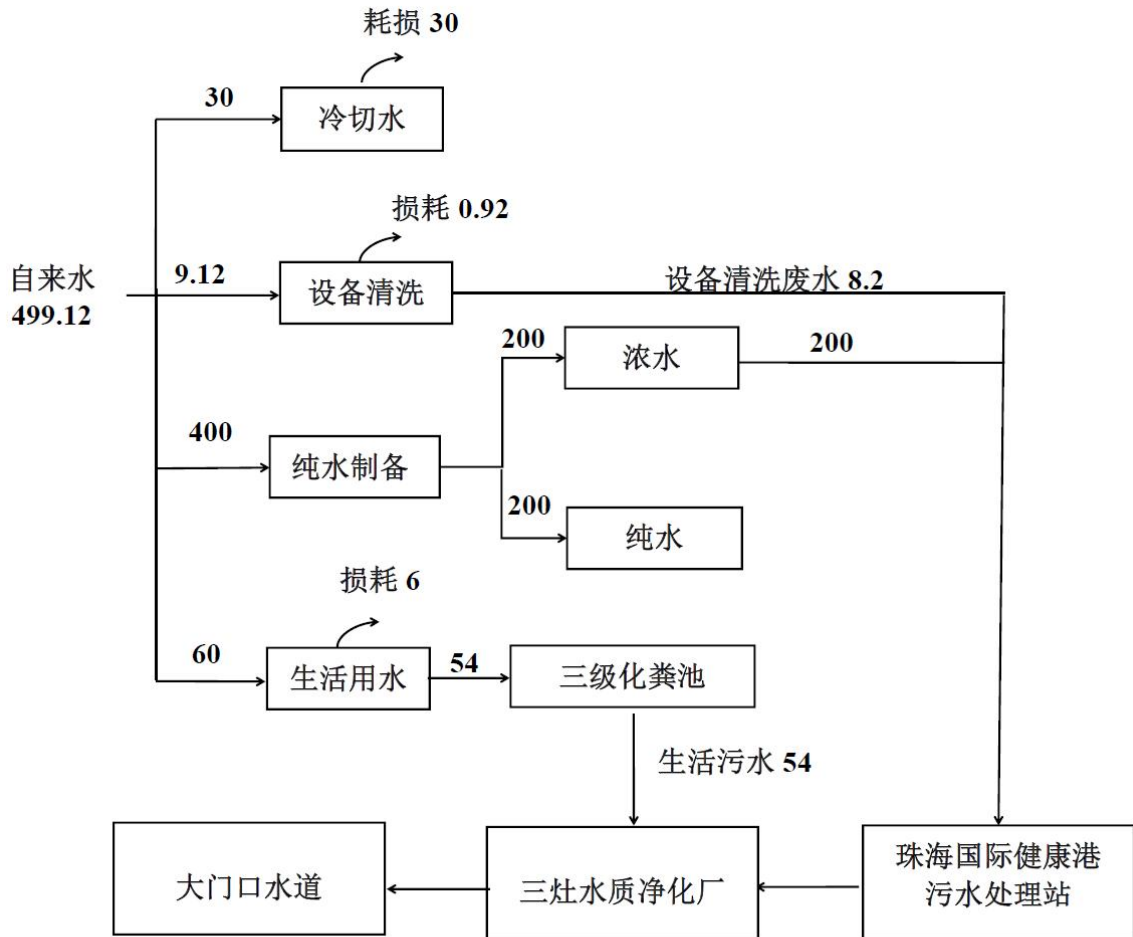 耗损 30
30
冷切水
损耗 0.92
自来水
499.12
9.12
设备清洗
设备清洗废水 8.2
200
浓水
200
400
纯水制备
200
纯水
损耗 6
60
生活用水
54
三级化粪池
生活污水 54
大门口水道
三灶水质净化厂
珠海国际健康港
污水处理站